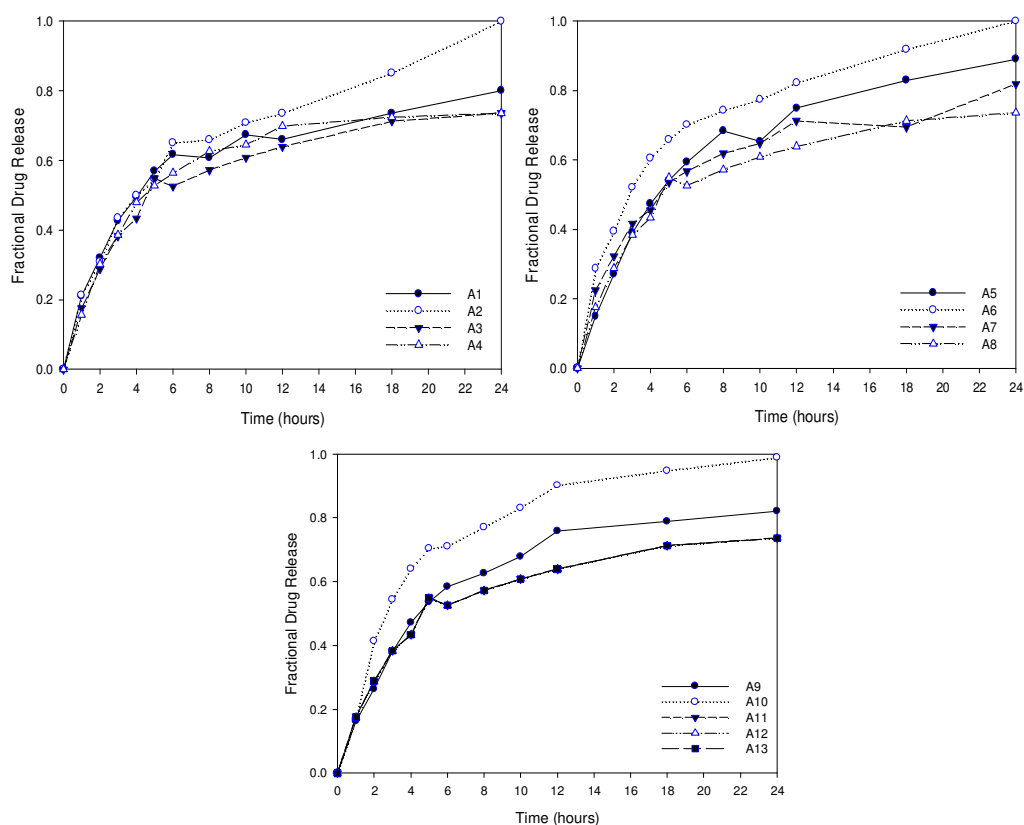 Fractional Drug Release
1.0
0.8
0.6
0.4
0.2
0.0
A1
A2
A3
A4
0 2 4 6 8 10 12 14 16 18 20 22 24
Time (hours)
Fractional Drug Release
1.0
0.8
0.6
0.4
0.2
0.0
A5
A6
A7
A8
0 2 4 6 8 10 12 14 16 18 20 22 24
Time (hours)
Fractional Drug Release
1.0
0.8
0.6
0.4
0.2
0.0
A9
A10
A11
A12
A13
0 2 4 6 8 10 12 14 16 18 20 22 24
Time (hours)